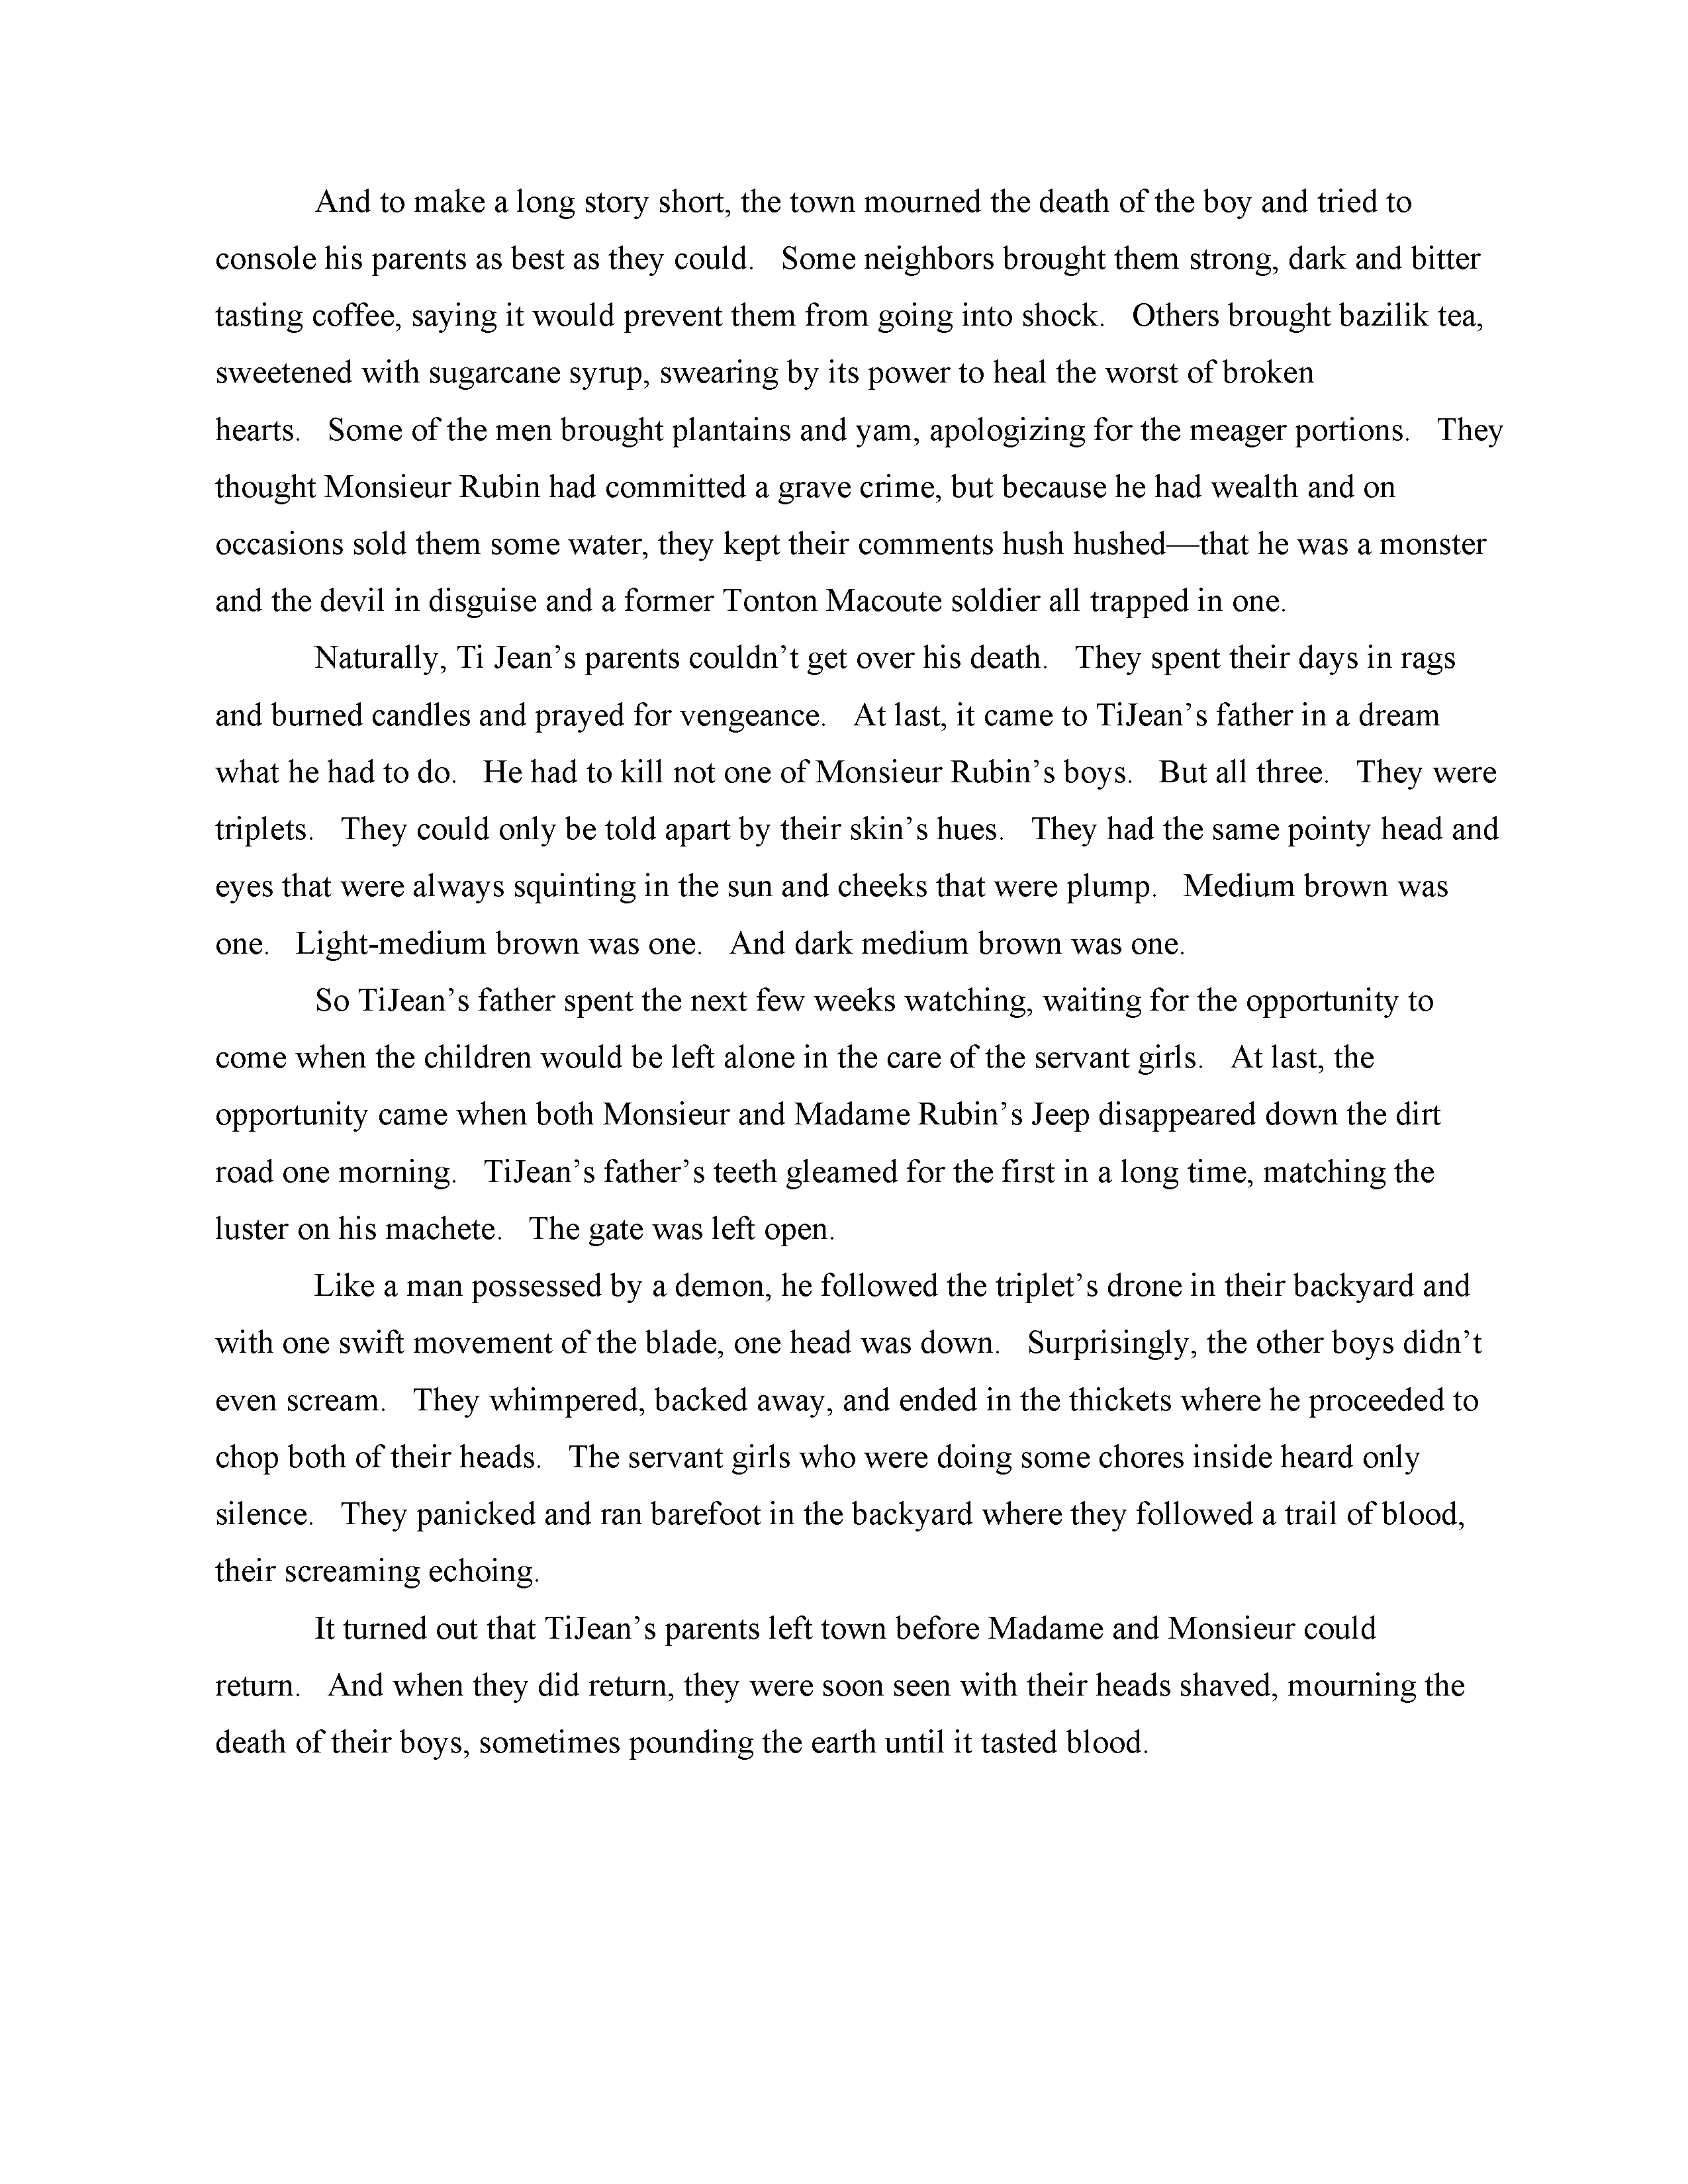 And to make a long story short, the town mourned the death of the boy and tried to
console his parents as best as they could.   Some neighbors brought them strong, dark and bitter
tasting coffee, saying it would prevent them from going into shock.   Others brought bazilik tea,
sweetened with sugarcane syrup, swearing by its power to heal the worst of broken
hearts.   Some of the men brought plantains and yam, apologizing for the meager portions.   They
thought Monsieur Rubin had committed a grave crime, but because he had wealth and on
occasions sold them some water, they kept their comments hush hushed—that he was a monster
and the devil in disguise and a former Tonton Macoute soldier all trapped in one.
Naturally, Ti Jean’s parents couldn’t get over his death.   They spent their days in rags
and burned candles and prayed for vengeance.   At last, it came to TiJean’s father in a dream
what he had to do.   He had to kill not one of Monsieur Rubin’s boys.   But all three.   They were
triplets.   They could only be told apart by their skin’s hues.   They had the same pointy head and
eyes that were always squinting in the sun and cheeks that were plump.   Medium brown was
one.   Light-medium brown was one.   And dark medium brown was one.
So TiJean’s father spent the next few weeks watching, waiting for the opportunity to
come when the children would be left alone in the care of the servant girls.   At last, the
opportunity came when both Monsieur and Madame Rubin’s Jeep disappeared down the dirt
road one morning.   TiJean’s father’s teeth gleamed for the first in a long time, matching the
luster on his machete.   The gate was left open.
Like a man possessed by a demon, he followed the triplet’s drone in their backyard and
with one swift movement of the blade, one head was down.   Surprisingly, the other boys didn’t
even scream.   They whimpered, backed away, and ended in the thickets where he proceeded to
chop both of their heads.   The servant girls who were doing some chores inside heard only
silence.   They panicked and ran barefoot in the backyard where they followed a trail of blood,
their screaming echoing.
It turned out that TiJean’s parents left town before Madame and Monsieur could
return.   And when they did return, they were soon seen with their heads shaved, mourning the
death of their boys, sometimes pounding the earth until it tasted blood.